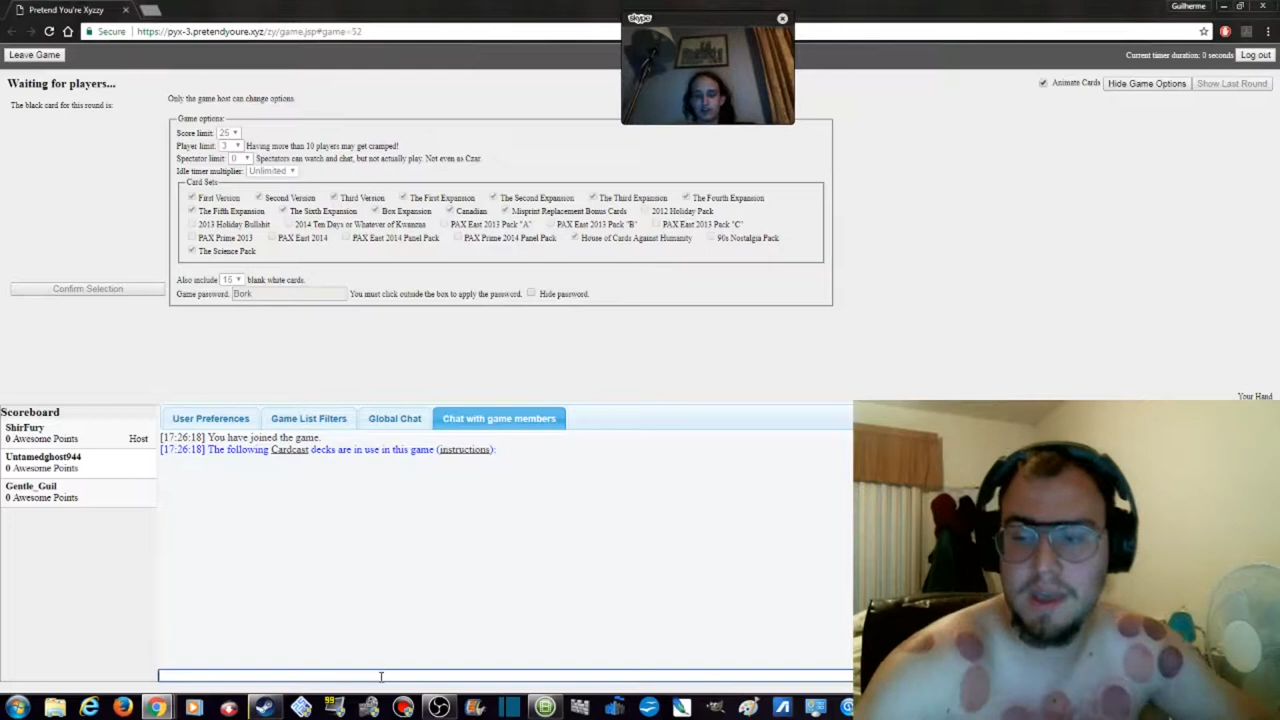 Pretend You're Xyzzy
Guilherme
Secure
https://pyx-3.pretendyoure.xyz/zy/game.jsp#game=52
skype
Leave Game
Current timer duration: 0 seconds
Log out
Waiting for players...
Animate Cards
Hide Game Options
Show Last Round
The black card for this round is:
Only the game host can change options.
Game options:
Score limit: 25
Player limit: 3 Having more than 10 players may get cramped!
Spectator limit: 0 Spectators can watch and chat, but not actually play. Not even as Czar.
Idle timer multiplier: Unlimited
Card Sets
First Version Second Version Third Version The First Expansion The Second Expansion The Third Expansion The Fourth Expansion
The Fifth Expansion The Sixth Expansion Box Expansion Canadian Misprint Replacement Bonus Cards 2012 Holiday Pack
2013 Holiday Bullshit 2014 Ten Days or Whatever of Kwanzaa PAX East 2013 Pack "A" PAX East 2013 Pack "B" PAX East 2013 Pack "C"
PAX Prime 2013 PAX East 2014 PAX East 2014 Panel Pack PAX Prime 2014 Panel Pack House of Cards Against Humanity 90s Nostalgia Pack
The Science Pack
Also include 15 blank white cards.
Confirm Selection
Game password: Bork You must click outside the box to apply the password. Hide password.
Your Hand
Scoreboard
ShirFury
0 Awesome Points Host
Untamedghost944
0 Awesome Points
Gentle_Guil
0 Awesome Points
User Preferences
Game List Filters
Global Chat
Chat with game members
[17:26:18] You have joined the game.
[17:26:18] The following Cardcast decks are in use in this game (instructions):
99